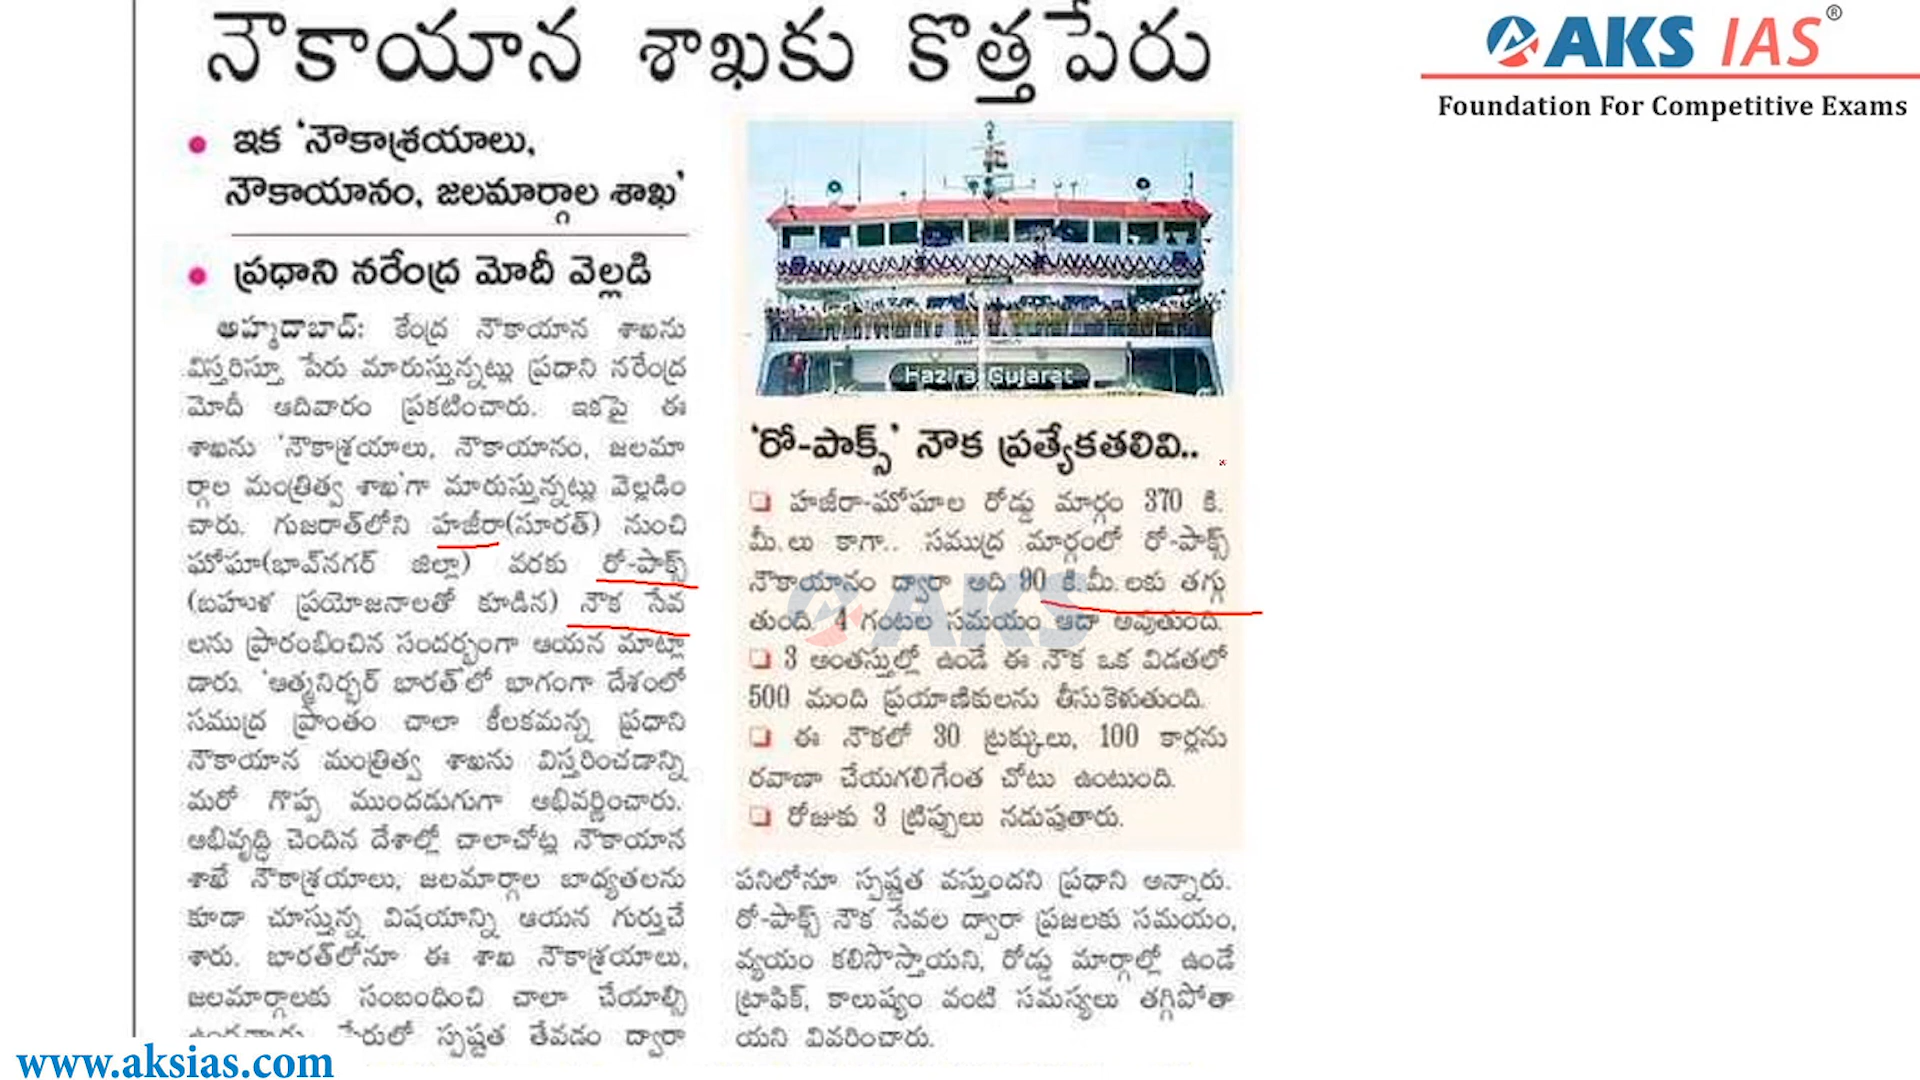 నౌకాయాన శాఖకు కొత్తపేరు
AKS IAS®
Foundation For Competitive Exams
• ఇక ‘నౌకాశ్రయాలు,
నౌకాయానం, జలమార్గాల శాఖ’
• ప్రధాని నరేంద్ర మోదీ వెల్లడి
అహ్మదాబాద్: కేంద్ర నౌకాయాన శాఖను
విస్తరిస్తూ పేరు మారుస్తున్నట్లు ప్రధాని నరేంద్ర
మోదీ ఆదివారం ప్రకటించారు. ఇకపై ఈ
శాఖను ‘నౌకాశ్రయాలు, నౌకాయానం, జలమా
ర్గాల మంత్రిత్వ శాఖ’గా మారుస్తున్నట్లు వెల్లడిం
చారు. గుజరాత్‌లోని హజీరా(సూరత్) నుంచి
ఘోఘా(భావ్‌నగర్ జిల్లా) వరకు రో-పాక్స్
(బహుళ ప్రయోజనాలతో కూడిన) నౌక సేవ
లను ప్రారంభించిన సందర్భంగా ఆయన మాట్లా
డారు. ‘ఆత్మనిర్భర్ భారత్’లో భాగంగా దేశంలో
సముద్ర ప్రాంతం చాలా కీలకమన్న ప్రధాని
నౌకాయాన మంత్రిత్వ శాఖను విస్తరించడాన్ని
మరో గొప్ప ముందడుగుగా అభివర్ణించారు.
అభివృద్ధి చెందిన దేశాల్లో చాలాచోట్ల నౌకాయాన
శాఖే నౌకాశ్రయాలు, జలమార్గాల బాధ్యతలను
కూడా చూస్తున్న విషయాన్ని ఆయన గుర్తుచే
శారు. భారత్‌లోనూ ఈ శాఖ నౌకాశ్రయాలు,
జలమార్గాలకు సంబంధించి చాలా చేయాల్సి
పేరులో స్పష్టత తేవడం ద్వారా
Hazira, Gujarat
‘రో-పాక్స్’ నౌక ప్రత్యేకతలివి..
❑ హజీరా-ఘోఘాల రోడ్డు మార్గం 370 కి.
మీ.లు కాగా.. సముద్ర మార్గంలో రో-పాక్స్
నౌకాయానం ద్వారా అది 90 కి.మీ.లకు తగ్గు
తుంది. 4 గంటల సమయం ఆదా అవుతుంది.
❑ 3 అంతస్తుల్లో ఉండే ఈ నౌక ఒక విడతలో
500 మంది ప్రయాణికులను తీసుకెళుతుంది.
❑ ఈ నౌకలో 30 ట్రక్కులు, 100 కార్లను
రవాణా చేయగలిగేంత చోటు ఉంటుంది.
❑ రోజుకు 3 ట్రిప్పులు నడుపుతారు.
పనిలోనూ స్పష్టత వస్తుందని ప్రధాని అన్నారు.
రో-పాక్స్ నౌక సేవల ద్వారా ప్రజలకు సమయం,
వ్యయం కలిసొస్తాయని, రోడ్డు మార్గాల్లో ఉండే
ట్రాఫిక్, కాలుష్యం వంటి సమస్యలు తగ్గిపోతా
యని వివరించారు.
AKS
www.aksias.com